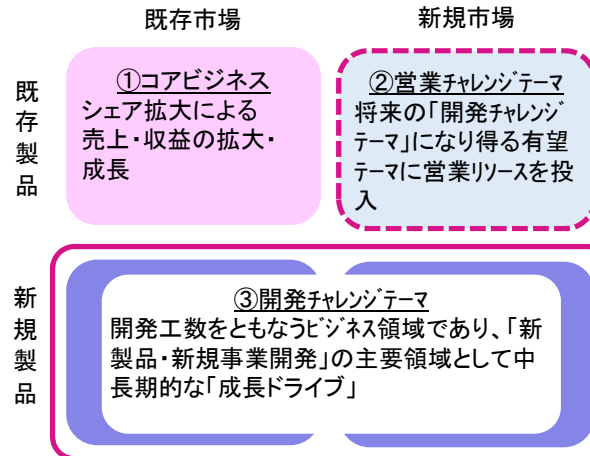 既存市場
新規市場
既存製品
①コアビジネス
シェア拡大による
売上・収益の拡大・
成長
②営業ﾁｬﾚﾝｼﾞﾃｰﾏ
将来の「開発ﾁｬﾚﾝｼﾞ
ﾃｰﾏ」になり得る有望
ﾃｰﾏに営業ﾘｿｰｽを投
入
新規製品
③開発ﾁｬﾚﾝｼﾞﾃｰﾏ
開発工数をともなうﾋﾞｼﾞﾈｽ領域であり、「新
製品・新規事業開発」の主要領域として中
長期的な「成長ドライブ」